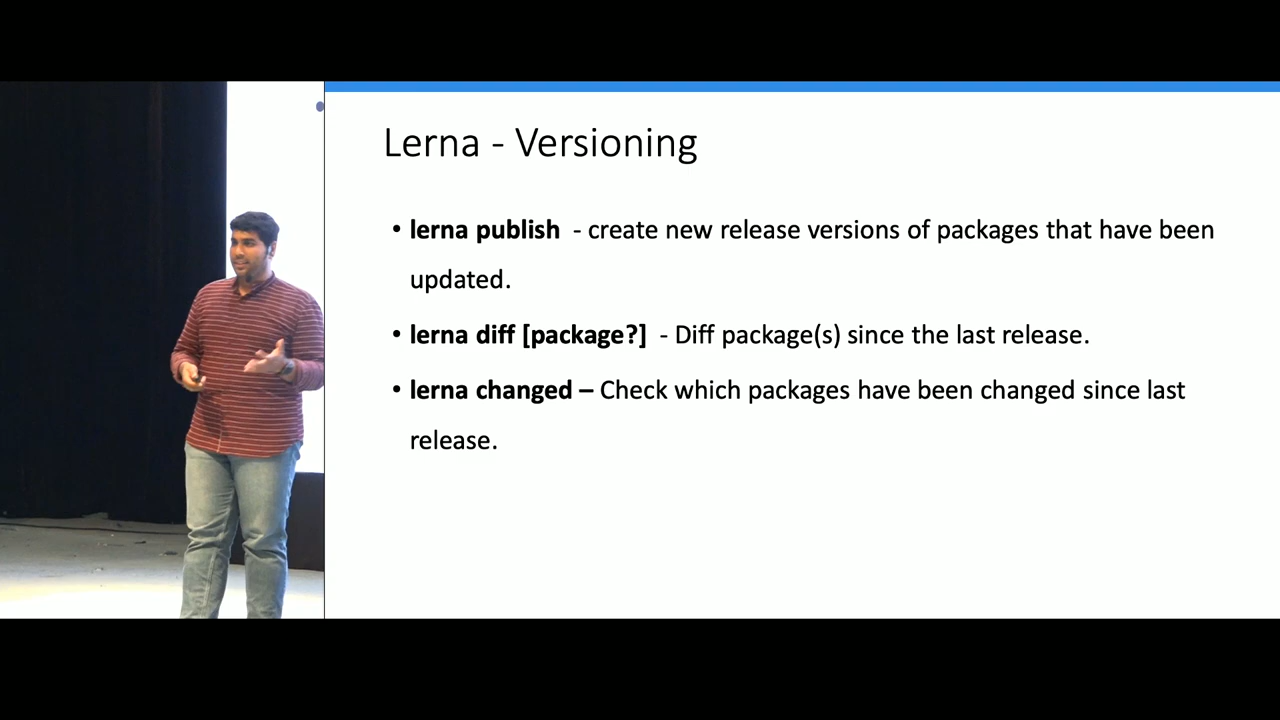 Lerna - Versioning
• lerna publish  - create new release versions of packages that have been
updated.
• lerna diff [package?]  - Diff package(s) since the last release.
• lerna changed – Check which packages have been changed since last
release.